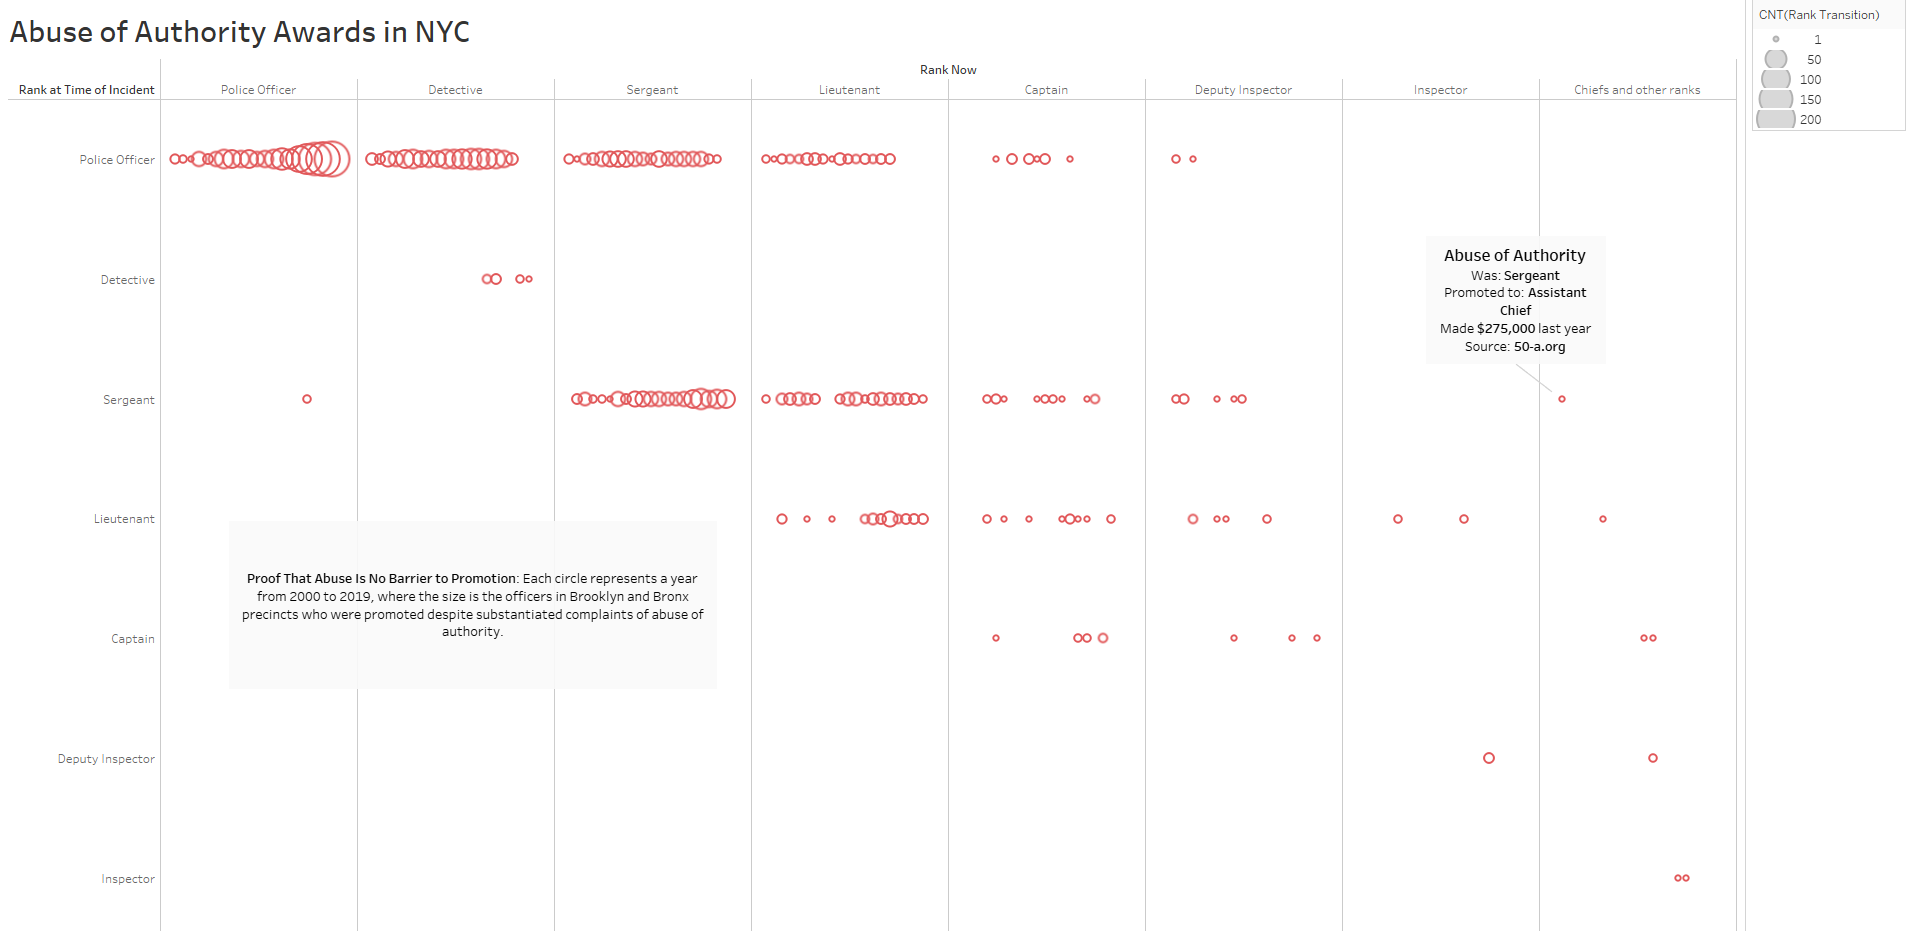 Abuse of Authority Awards in NYC
Rank Now
Rank at Time of Incident
Police Officer
Detective
Sergeant
Lieutenant
Captain
Deputy Inspector
Inspector
Chiefs and other ranks
Police Officer
Detective
Sergeant
Lieutenant
Captain
Deputy Inspector
Inspector
Abuse of Authority
Was: Sergeant
Promoted to: Assistant
Chief
Made $275,000 last year
Source: 50-a.org
Proof That Abuse Is No Barrier to Promotion: Each circle represents a year
from 2000 to 2019, where the size is the officers in Brooklyn and Bronx
precincts who were promoted despite substantiated complaints of abuse of
authority.
CNT(Rank Transition)
1
50
100
150
200